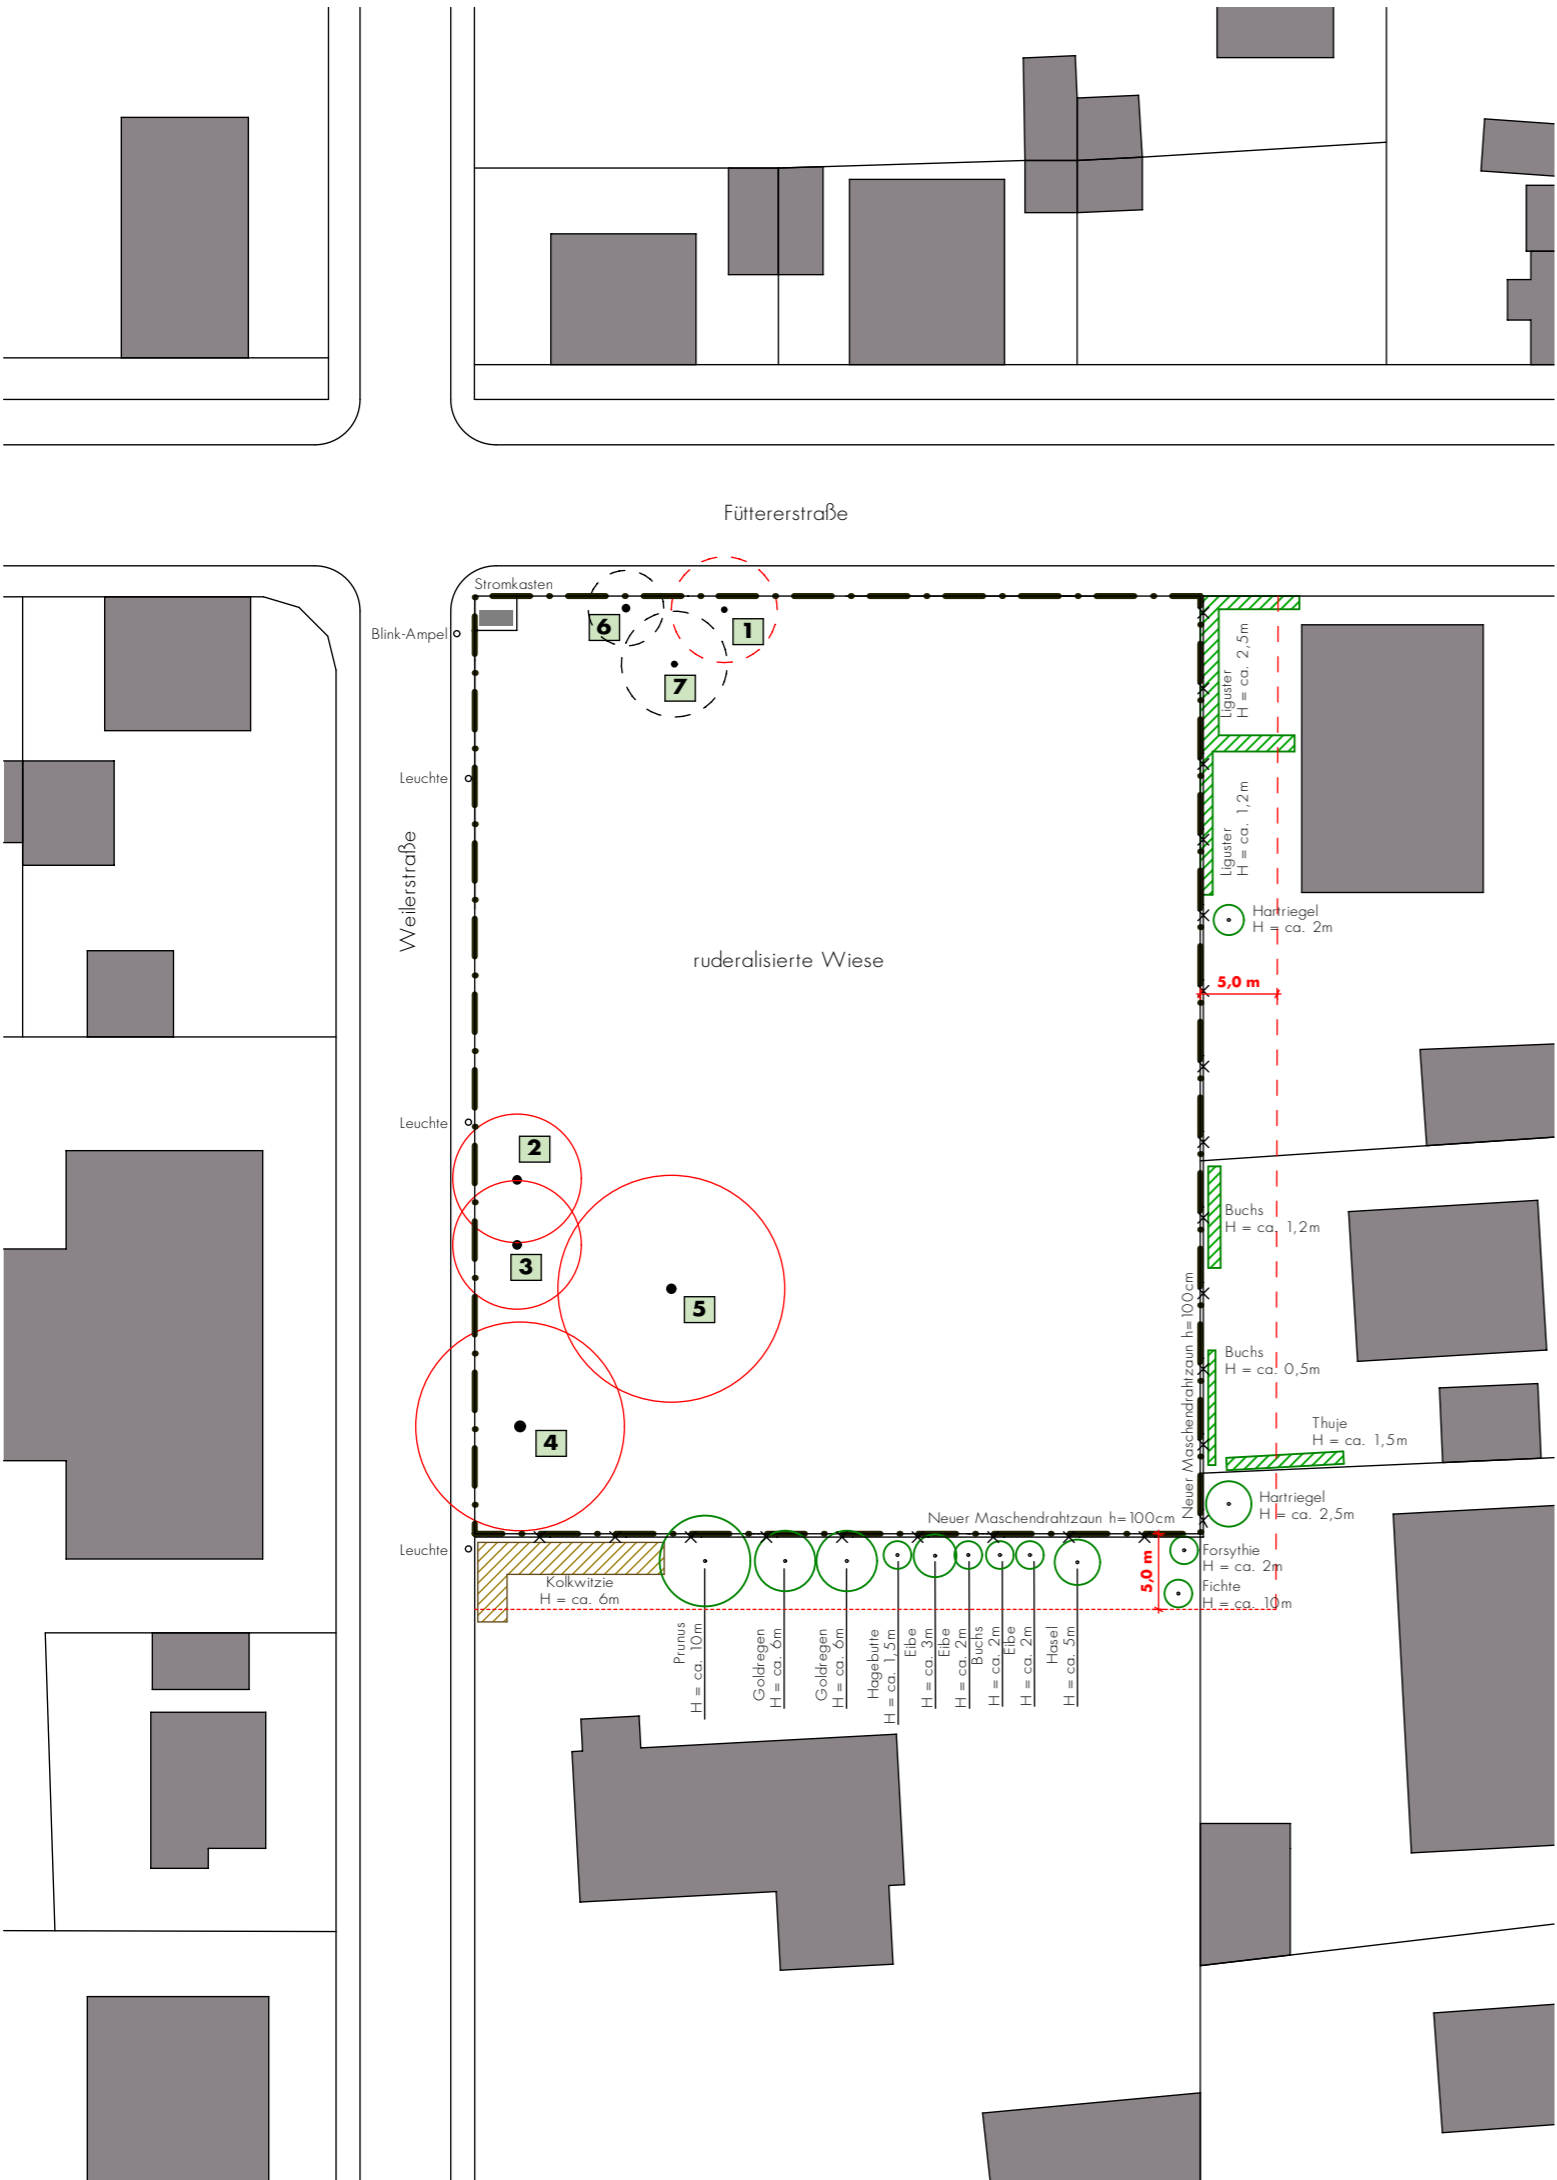 Füttererstraße
Stromkasten
Blink-Ampel
6
1
7
Liguster
H = ca. 2,5m
Leuchte
Weilerstraße
Liguster
H = ca. 1,2m
Hartriegel
H = ca. 2m
ruderalisierte Wiese
5,0 m
Leuchte
2
3
5
4
Buchs
H = ca. 1,2m
Neuer Maschendrahtzaun h=100cm
Buchs
H = ca. 0,5m
Thuje
H = ca. 1,5m
Hartriegel
H = ca. 2,5m
Neuer Maschendrahtzaun h=100cm
Leuchte
Kolkwitzie
H = ca. 6m
5,0 m
Forsythie
H = ca. 2m
Fichte
H = ca. 10m
Prunus
H = ca. 10m
Goldregen
H = ca. 6m
Goldregen
H = ca. 6m
Hagebutte
H = ca. 1,5m
Eibe
H = ca. 3m
Eibe
H = ca. 2m
Buchs
H = ca. 2m
Eibe
H = ca. 2m
Hasel
H = ca. 5m